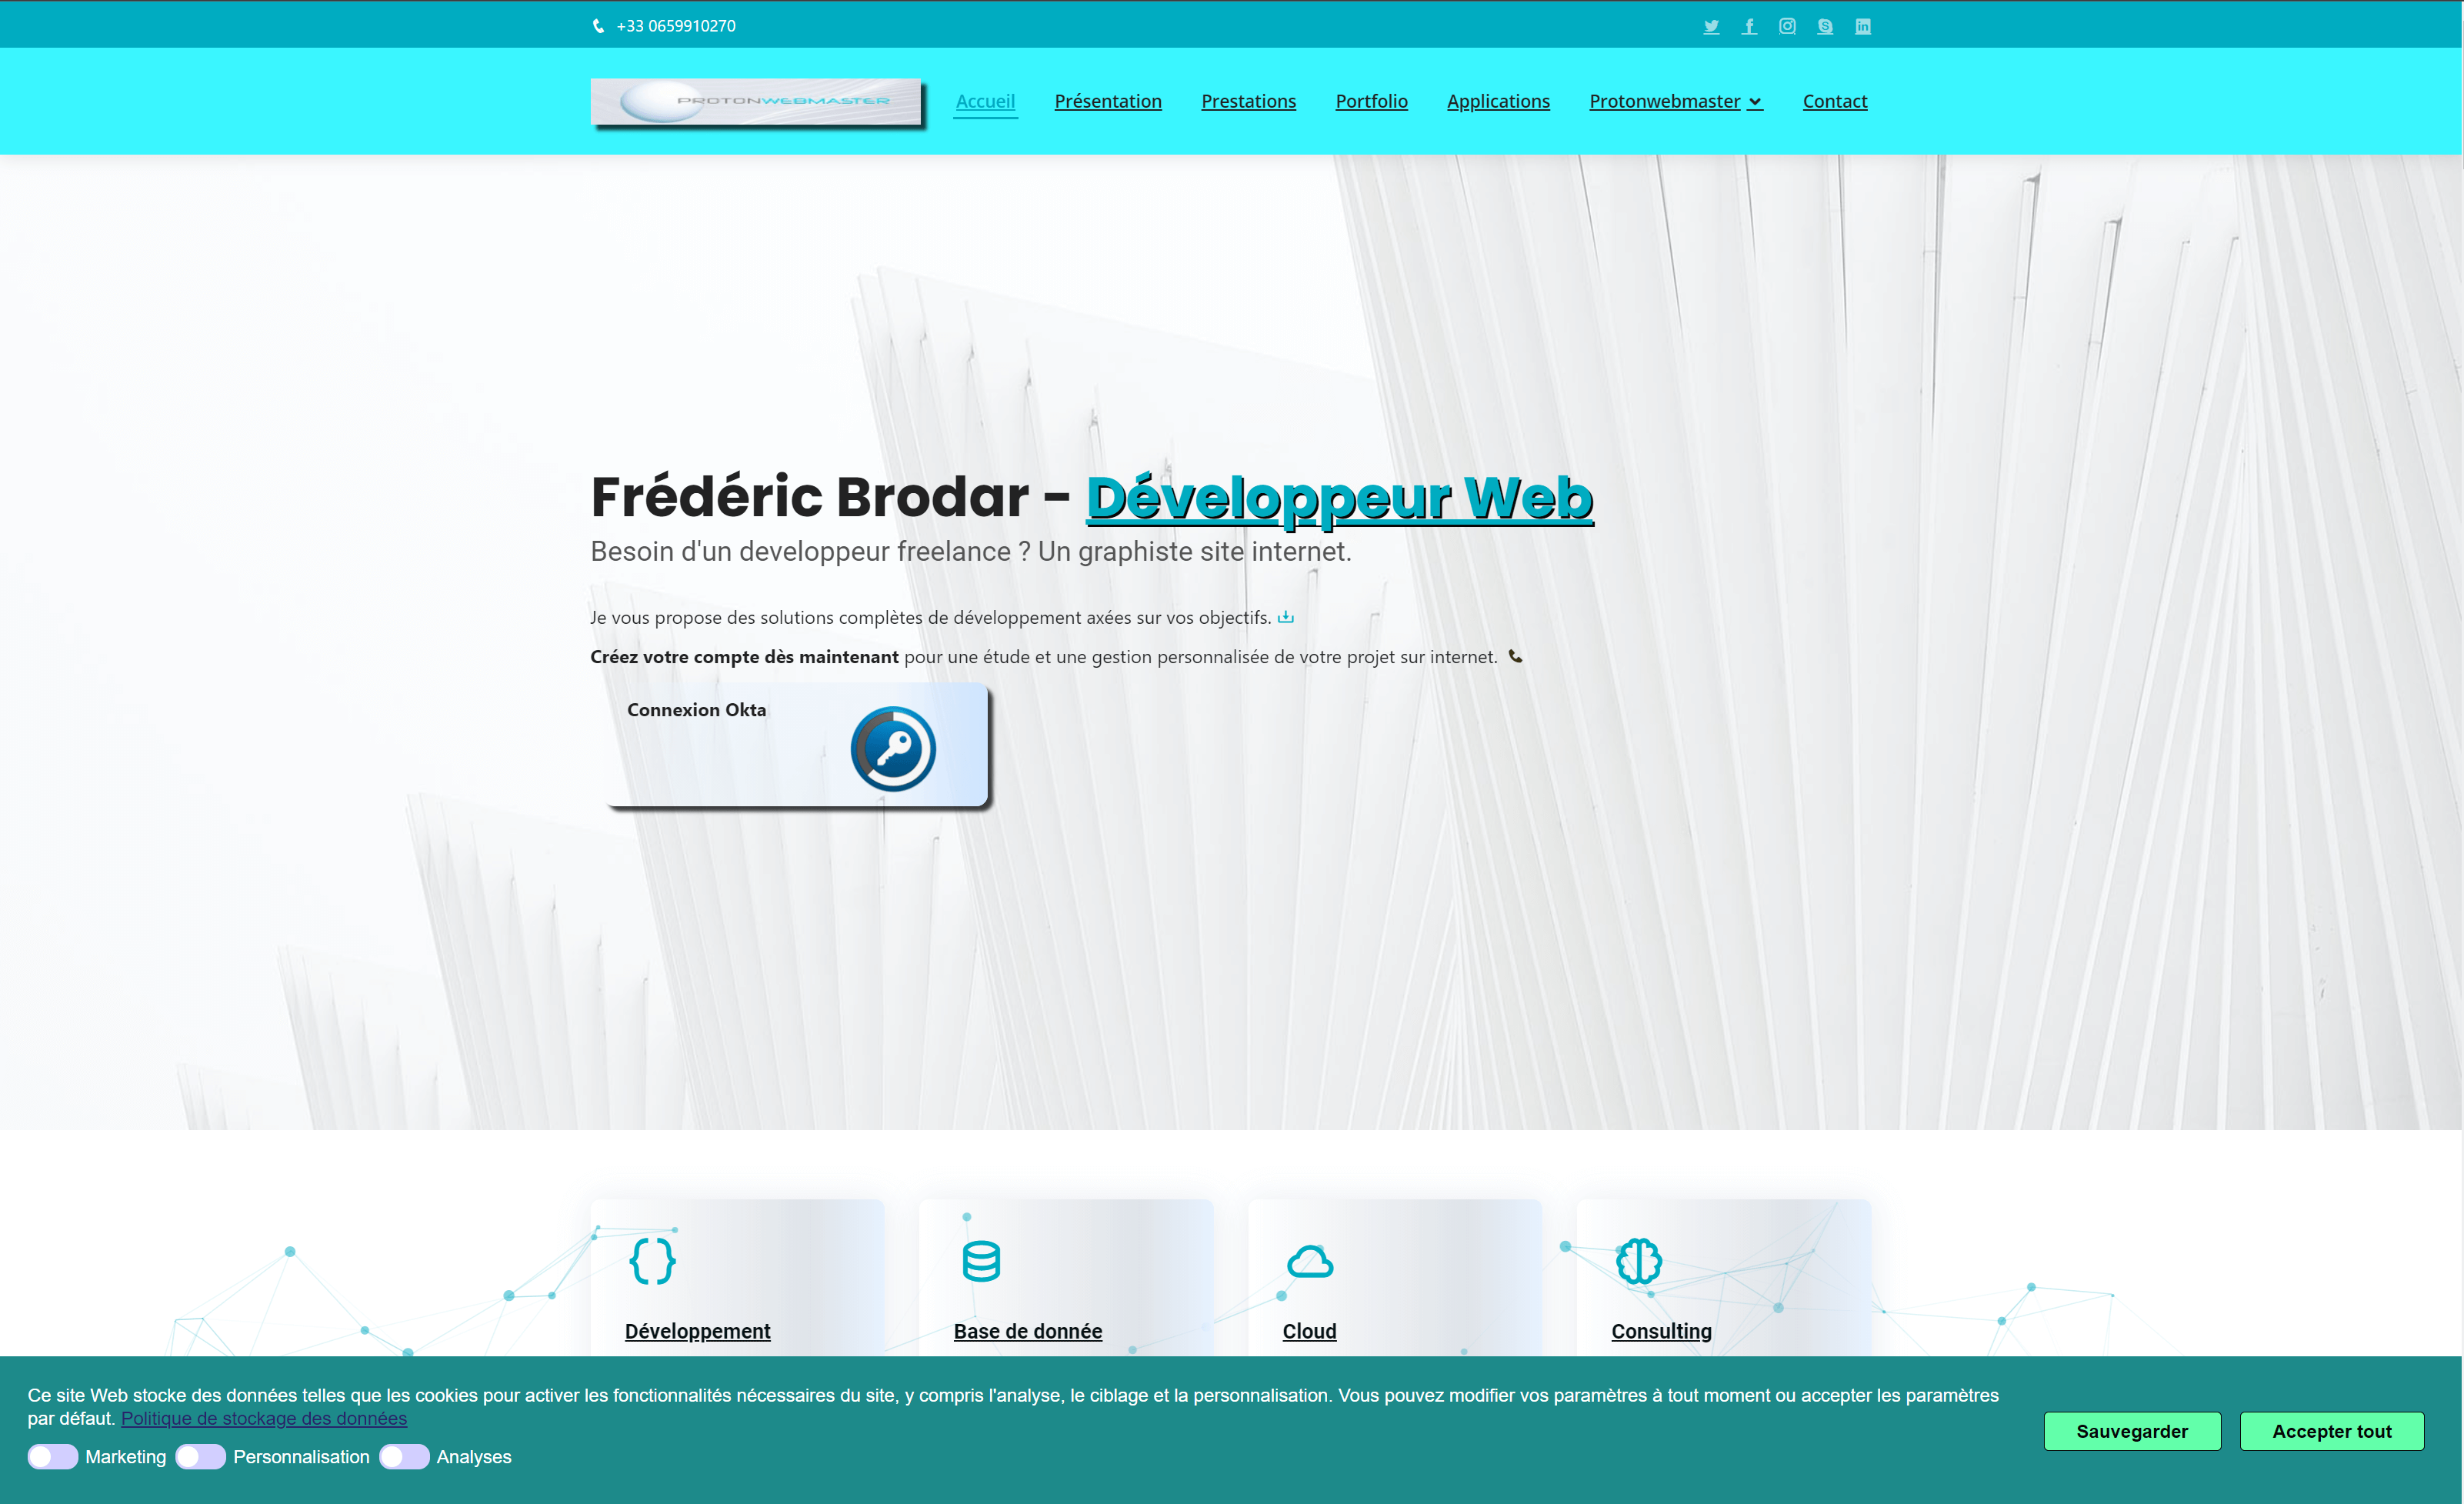 +33 0659910270
PROTONWEBMASTER
Accueil
Présentation
Prestations
Portfolio
Applications
Protonwebmaster
Contact
Frédéric Brodar - Développeur Web
Besoin d'un developpeur freelance ? Un graphiste site internet.
Je vous propose des solutions complètes de développement axées sur vos objectifs.
Créez votre compte dès maintenant pour une étude et une gestion personnalisée de votre projet sur internet.
Connexion Okta
Développement
Base de donnée
Cloud
Consulting
Ce site Web stocke des données telles que les cookies pour activer les fonctionnalités nécessaires du site, y compris l'analyse, le ciblage et la personnalisation. Vous pouvez modifier vos paramètres à tout moment ou accepter les paramètres
par défaut. Politique de stockage des données
Marketing
Personnalisation
Analyses
Sauvegarder
Accepter tout